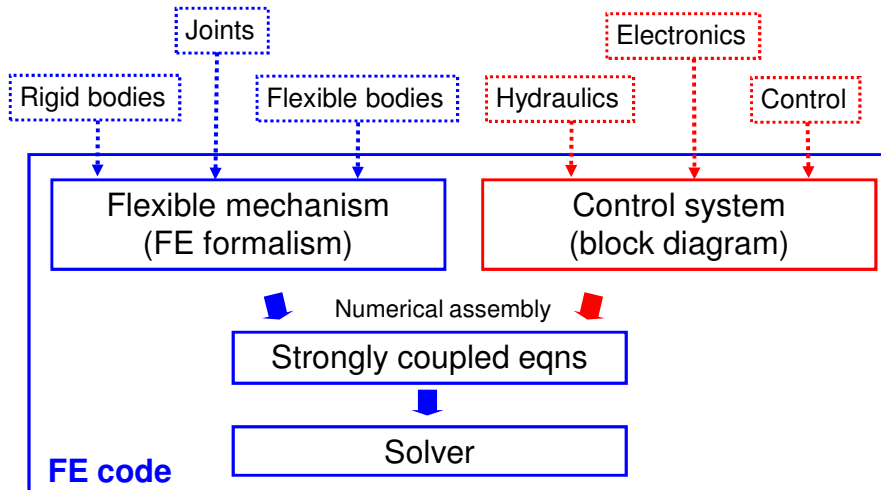 Joints
Electronics
Rigid bodies
Flexible bodies
Hydraulics
Control
Flexible mechanism
(FE formalism)
Control system
(block diagram)
Numerical assembly
Strongly coupled eqns
Solver
FE code